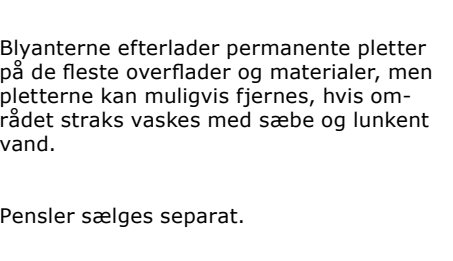 Blyanterne efterlader permanente pletter
på de fleste overflader og materialer, men
pletterne kan muligvis fjernes, hvis om-
rådet straks vaskes med sæbe og lunkent
vand.
Pensler sælges separat.